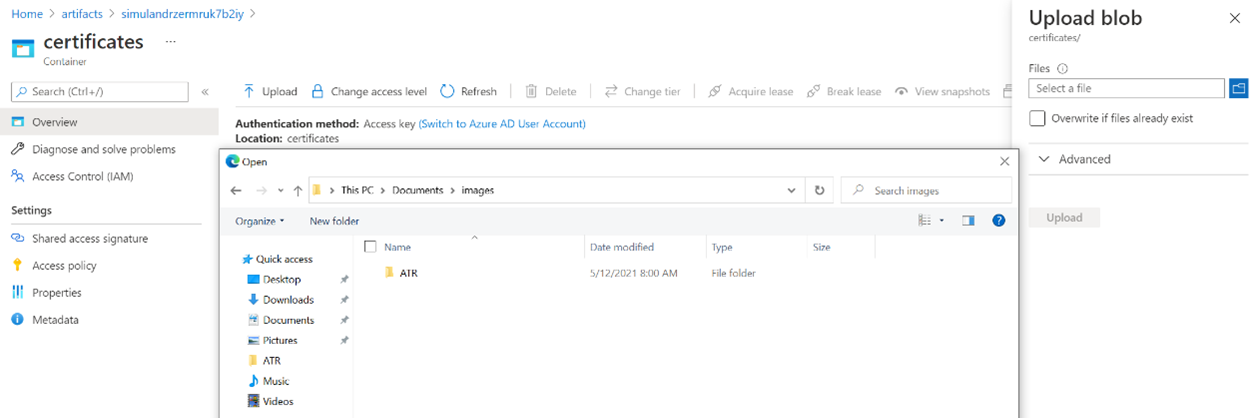 Home > artifacts > simulandrzermruk7b2iy >
certificates ...
Container
Search (Ctrl+/) «
Overview
Diagnose and solve problems
Access Control (IAM)
Settings
Shared access signature
Access policy
Properties
Metadata
Upload Change access level Refresh Delete Change tier Acquire lease Break lease View snapshots
Authentication method: Access key (Switch to Azure AD User Account)
Location: certificates
Open
This PC > Documents > images
Search images
Organize New folder
Name Date modified Type Size
ATR 5/12/2021 8:00 AM File folder
Quick access
Desktop
Downloads
Documents
Pictures
ATR
Music
Videos
Upload blob
certificates/
Files
Select a file
Overwrite if files already exist
Advanced
Upload